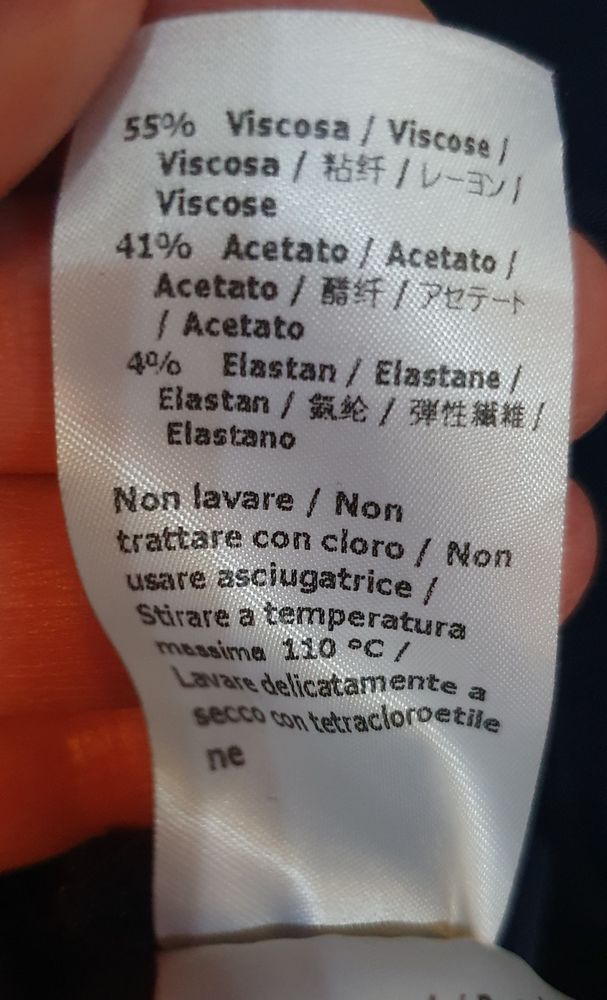 55% Viscosa / Viscose /
Viscosa / 粘纤 / レーヨン /
Viscose
41% Acetato / Acetato /
Acetato / 醋纤 / アセテート
/ Acetato
4% Elastan / Elastane /
Elastan / 氨纶 / 弾性繊維 /
Elastano
Non lavare / Non
trattare con cloro / Non
usare asciugatrice /
Stirare a temperatura
massima 110 °C /
Lavare delicatamente a
secco con tetracloroetile
ne